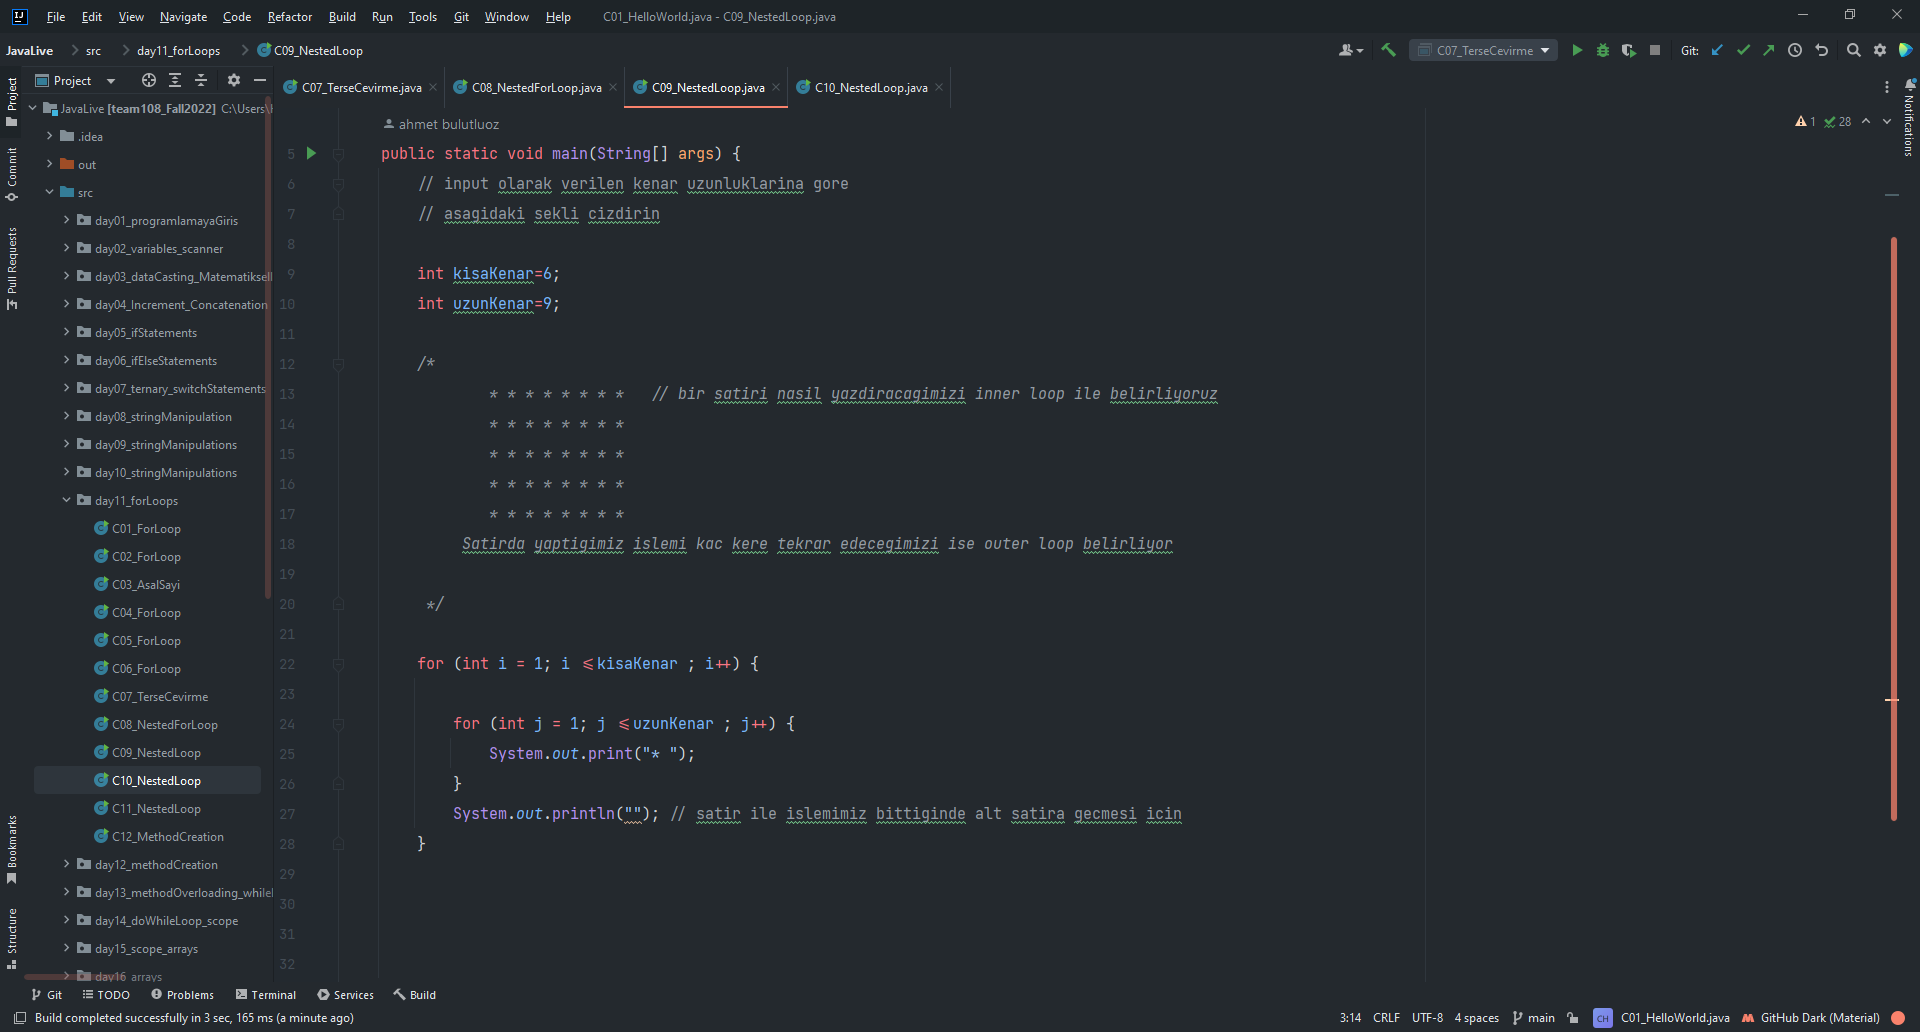 File Edit View Navigate Code Refactor Build Run Tools Git Window Help C01_HelloWorld.java - C09_NestedLoop.java
JavaLive src day11_forLoops C09_NestedLoop C07_TerseCevirme Git:
Project
C07_TerseCevirme.java C08_NestedForLoop.java C09_NestedLoop.java C10_NestedLoop.java
Project
Commit
Pull Requests
Bookmarks
Structure
Notifications
JavaLive [team108_Fall2022] C:\Users\
.idea
out
src
day01_programlamayaGiris
day02_variables_scanner
day03_dataCasting_Matematiksel
day04_Increment_Concatenation
day05_ifStatements
day06_ifElseStatements
day07_ternary_switchStatements
day08_stringManipulation
day09_stringManipulations
day10_stringManipulations
day11_forLoops
C01_ForLoop
C02_ForLoop
C03_AsalSayi
C04_ForLoop
C05_ForLoop
C06_ForLoop
C07_TerseCevirme
C08_NestedForLoop
C09_NestedLoop
C10_NestedLoop
C11_NestedLoop
C12_MethodCreation
day12_methodCreation
day13_methodOverloading_while
day14_doWhileLoop_scope
day15_scope_arrays
day16_arrays
ahmet bulutluoz
1 28
5 public static void main(String[] args) {
6 // input olarak verilen kenar uzunluklarina gore
7 // asagidaki sekli cizdirin
8
9 int kisaKenar=6;
10 int uzunKenar=9;
11
12 /*
13 * * * * * * * * // bir satiri nasil yazdiracagimizi inner loop ile belirliyoruz
14 * * * * * * * *
15 * * * * * * * *
16 * * * * * * * *
17 * * * * * * * *
18 Satirda yaptigimiz islemi kac kere tekrar edecegimizi ise outer loop belirliyor
19
20 */
21
22 for (int i = 1; i <=kisaKenar ; i++) {
23
24 for (int j = 1; j <=uzunKenar ; j++) {
25 System.out.print("* ");
26 }
27 System.out.println(""); // satir ile islemimiz bittiginde alt satira gecmesi icin
28 }
29
30
31
32
Git TODO Problems Terminal Services Build
Build completed successfully in 3 sec, 165 ms (a minute ago) 3:14 CRLF UTF-8 4 spaces main CH C01_HelloWorld.java GitHub Dark (Material)